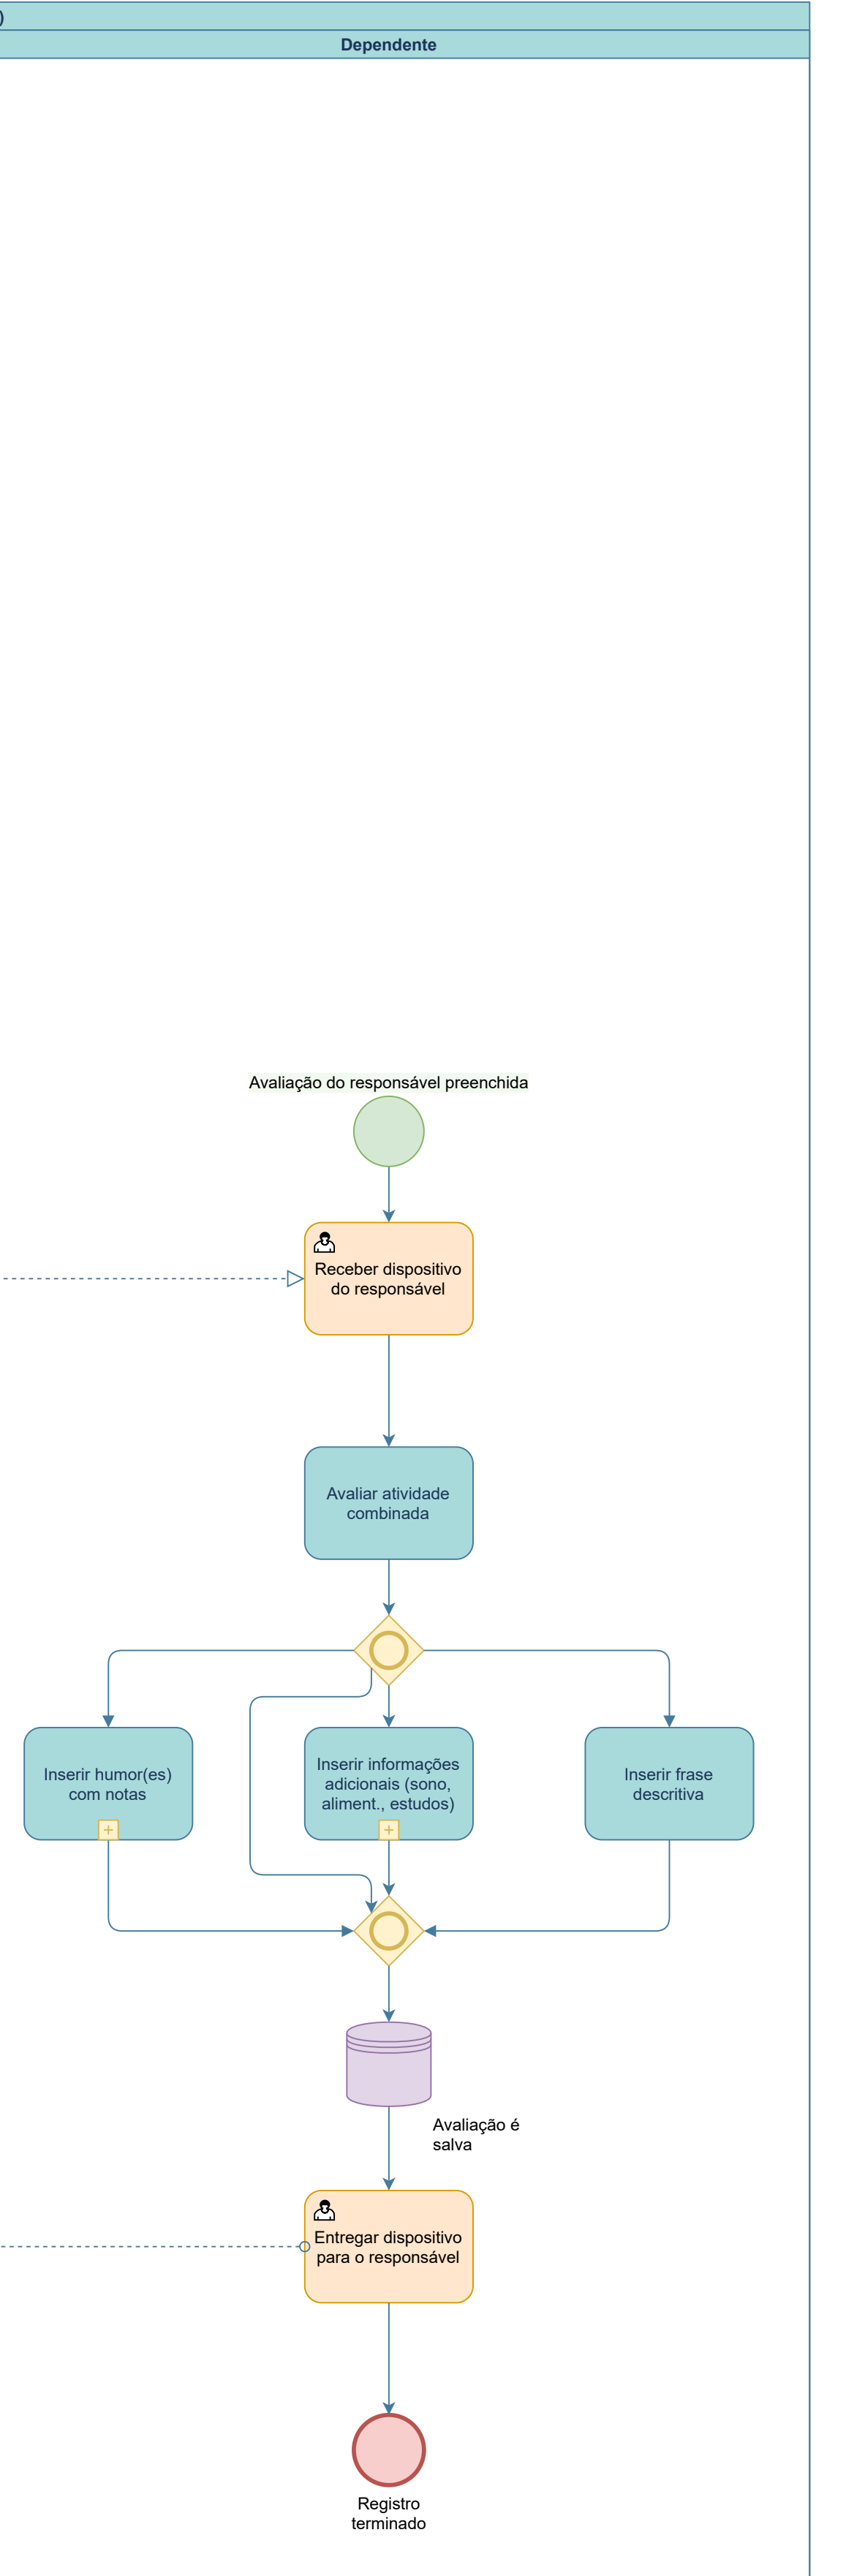 )
Dependente
Avaliação do responsável preenchida
Receber dispositivo
do responsável
Avaliar atividade
combinada
Inserir humor(es)
com notas
Inserir informações
adicionais (sono,
aliment., estudos)
Inserir frase
descritiva
Avaliação é
salva
Entregar dispositivo
para o responsável
Registro
terminado